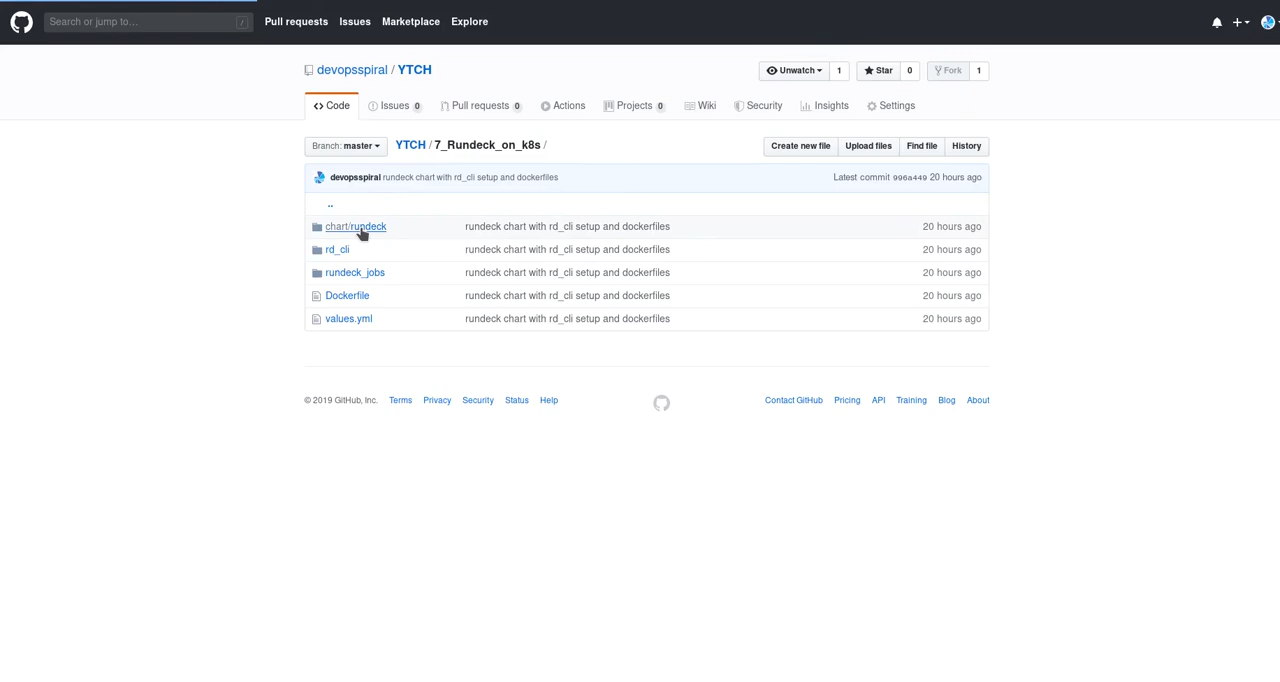 Search or jump to… /
Pull requests Issues Marketplace Explore
devopsspiral / YTCH
Unwatch 1 Star 0 Fork 1
Code Issues 0 Pull requests 0 Actions Projects 0 Wiki Security Insights Settings
Branch: master YTCH / 7_Rundeck_on_k8s /
Create new file Upload files Find file History
devopsspiral rundeck chart with rd_cli setup and dockerfiles Latest commit 996a449 20 hours ago
..
chart/rundeck rundeck chart with rd_cli setup and dockerfiles 20 hours ago
rd_cli rundeck chart with rd_cli setup and dockerfiles 20 hours ago
rundeck_jobs rundeck chart with rd_cli setup and dockerfiles 20 hours ago
Dockerfile rundeck chart with rd_cli setup and dockerfiles 20 hours ago
values.yml rundeck chart with rd_cli setup and dockerfiles 20 hours ago
© 2019 GitHub, Inc. Terms Privacy Security Status Help Contact GitHub Pricing API Training Blog About